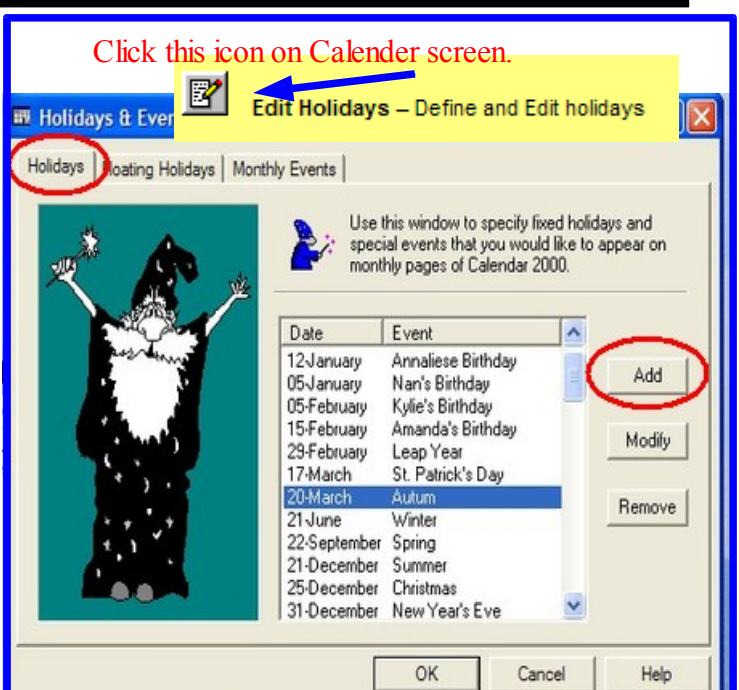 Click this icon on Calender screen.
Edit Holidays – Define and Edit holidays
Holidays & Even
Holidays
loating Holidays
Monthly Events
Use this window to specify fixed holidays and
special events that you would like to appear on
monthly pages of Calendar 2000.
Date Event
12-January Annaliese Birthday
05-January Nan's Birthday
05-February Kylie's Birthday
15-February Amanda's Birthday
29-February Leap Year
17-March St. Patrick's Day
20-March Autum
21-June Winter
22-September Spring
21-December Summer
25-December Christmas
31-December New Year's Eve
Add
Modify
Remove
OK Cancel Help